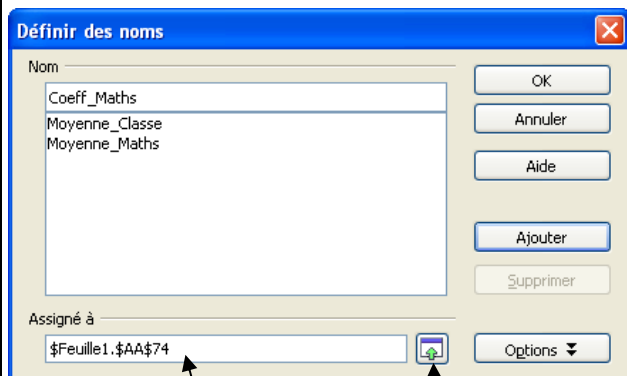 Définir des noms
Nom
Coeff_Maths
Moyenne_Classe
Moyenne_Maths
OK
Annuler
Aide
Ajouter
Supprimer
Assigné à
$Feuille1.$AA$74
Options